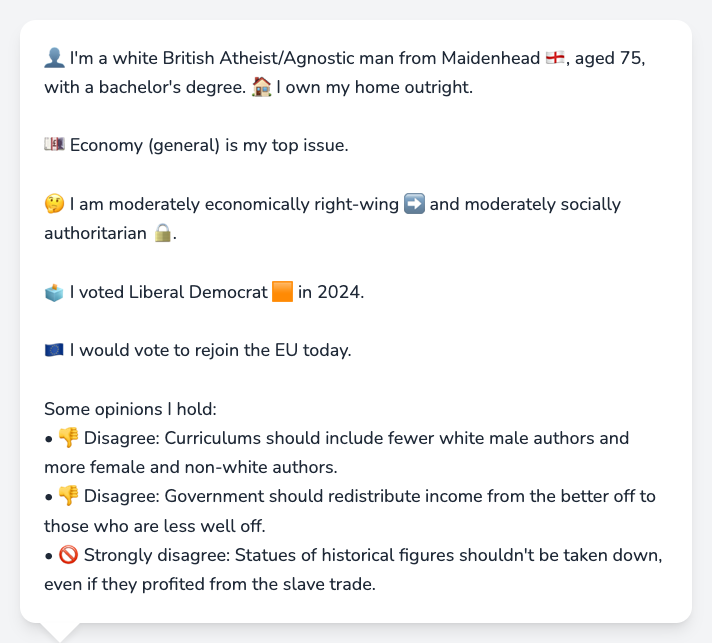 👤 I'm a white British Atheist/Agnostic man from Maidenhead 🏴󠁧󠁢󠁥󠁮󠁧󠁿, aged 75,
with a bachelor's degree. 🏠 I own my home outright.
💷 Economy (general) is my top issue.
🤔 I am moderately economically right-wing ➡️ and moderately socially
authoritarian 🔒.
🗳️ I voted Liberal Democrat 🟧 in 2024.
🇪🇺 I would vote to rejoin the EU today.
Some opinions I hold:
• 👎 Disagree: Curriculums should include fewer white male authors and
more female and non-white authors.
• 👎 Disagree: Government should redistribute income from the better off to
those who are less well off.
• 🚫 Strongly disagree: Statues of historical figures shouldn't be taken down,
even if they profited from the slave trade.